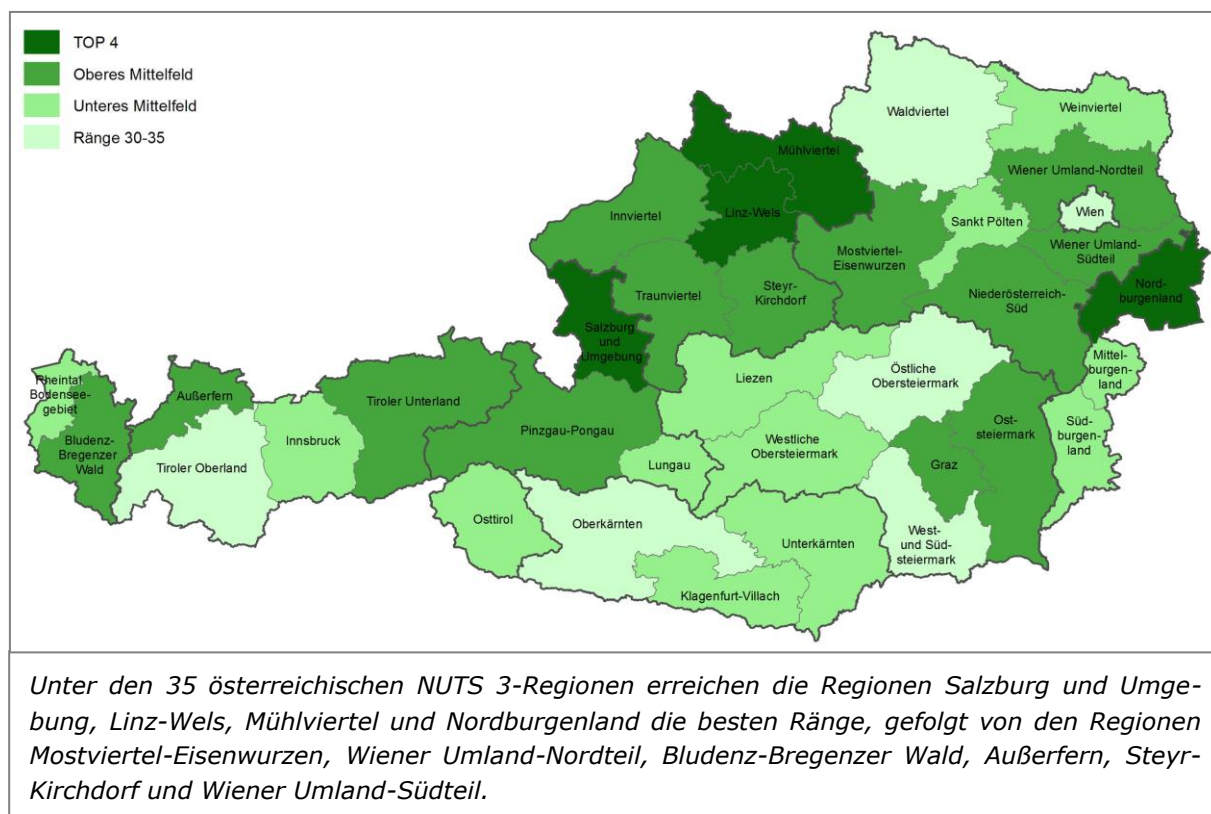 TOP 4
Oberes Mittelfeld
Unteres Mittelfeld
Ränge 30-35
Waldviertel
Weinviertel
Mühlviertel
Wiener Umland-Nordteil
Innviertel
Linz-Wels
Sankt Pölten
Wien
Mostviertel-
Eisenwurzen
Wiener Umland-
Südteil
Traunviertel
Steyr-
Kirchdorf
Niederösterreich-
Süd
Nord-
burgenland
Salzburg
und
Umgebung
Rheintal
Bodensee-
gebiet
Außerfern
Tiroler Unterland
Liezen
Östliche
Obersteiermark
Mittel-
burgen-
land
Bludenz-
Bregenzer
Wald
Tiroler Oberland
Innsbruck
Pinzgau-Pongau
Lungau
Westliche
Obersteiermark
Graz
Ost-
steiermark
Süd-
burgen-
land
Osttirol
Oberkärnten
Unterkärnten
West-
und Süd-
steiermark
Klagenfurt-Villach
Unter den 35 österreichischen NUTS 3-Regionen erreichen die Regionen Salzburg und Umge-
bung, Linz-Wels, Mühlviertel und Nordburgenland die besten Ränge, gefolgt von den Regionen
Mostviertel-Eisenwurzen, Wiener Umland-Nordteil, Bludenz-Bregenzer Wald, Außerfern, Steyr-
Kirchdorf und Wiener Umland-Südteil.